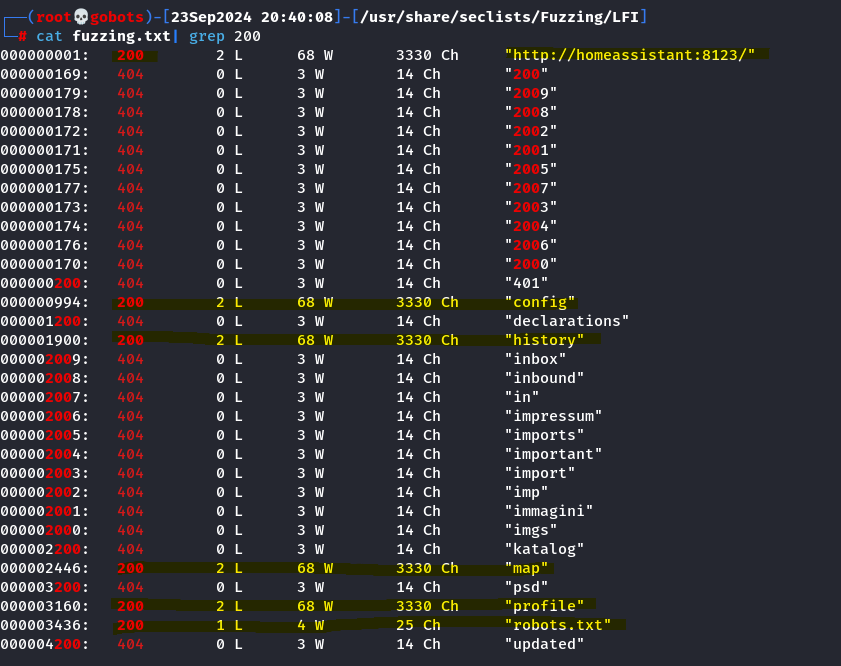 (root💀gobots)-[23Sep2024 20:40:08]-[/usr/share/seclists/Fuzzing/LFI]
# cat fuzzing.txt| grep 200
000000001: 200 2 L 68 W 3330 Ch "http://homeassistant:8123/"
000000169: 404 0 L 3 W 14 Ch "200"
000000179: 404 0 L 3 W 14 Ch "2009"
000000178: 404 0 L 3 W 14 Ch "2008"
000000172: 404 0 L 3 W 14 Ch "2002"
000000171: 404 0 L 3 W 14 Ch "2001"
000000175: 404 0 L 3 W 14 Ch "2005"
000000177: 404 0 L 3 W 14 Ch "2007"
000000173: 404 0 L 3 W 14 Ch "2003"
000000174: 404 0 L 3 W 14 Ch "2004"
000000176: 404 0 L 3 W 14 Ch "2006"
000000170: 404 0 L 3 W 14 Ch "2000"
000000200: 404 0 L 3 W 14 Ch "401"
000000994: 200 2 L 68 W 3330 Ch "config"
000001200: 404 0 L 3 W 14 Ch "declarations"
000001900: 200 2 L 68 W 3330 Ch "history"
000002009: 404 0 L 3 W 14 Ch "inbox"
000002008: 404 0 L 3 W 14 Ch "inbound"
000002007: 404 0 L 3 W 14 Ch "in"
000002006: 404 0 L 3 W 14 Ch "impressum"
000002005: 404 0 L 3 W 14 Ch "imports"
000002004: 404 0 L 3 W 14 Ch "important"
000002003: 404 0 L 3 W 14 Ch "import"
000002002: 404 0 L 3 W 14 Ch "imp"
000002001: 404 0 L 3 W 14 Ch "immagini"
000002000: 404 0 L 3 W 14 Ch "imgs"
000002200: 404 0 L 3 W 14 Ch "katalog"
000002446: 200 2 L 68 W 3330 Ch "map"
000003200: 404 0 L 3 W 14 Ch "psd"
000003160: 200 2 L 68 W 3330 Ch "profile"
000003436: 200 1 L 4 W 25 Ch "robots.txt"
000004200: 404 0 L 3 W 14 Ch "updated"